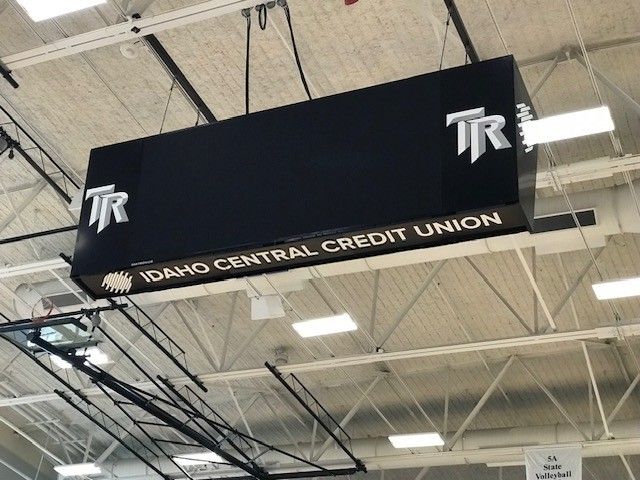 TR
TR
IDAHO CENTRAL CREDIT UNION
5A
State
Volleyball